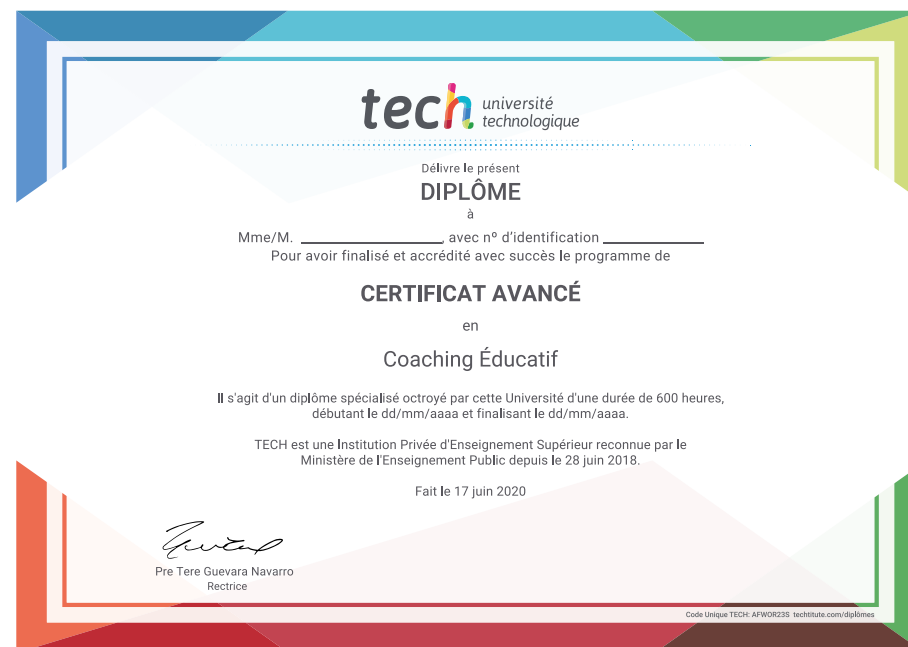 tech université
technologique
Délivre le présent
DIPLÔME
à
Mme/M. ____________________, avec nº d'identification ______________
Pour avoir finalisé et accrédité avec succès le programme de
CERTIFICAT AVANCÉ
en
Coaching Éducatif
Il s'agit d'un diplôme spécialisé octroyé par cette Université d'une durée de 600 heures,
débutant le dd/mm/aaaa et finalisant le dd/mm/aaaa.
TECH est une Institution Privée d'Enseignement Supérieur reconnue par le
Ministère de l'Enseignement Public depuis le 28 juin 2018.
Fait le 17 juin 2020
Pre Tere Guevara Navarro
Rectrice
Code Unique TECH: AFWOR23S techtitute.com/diplômes